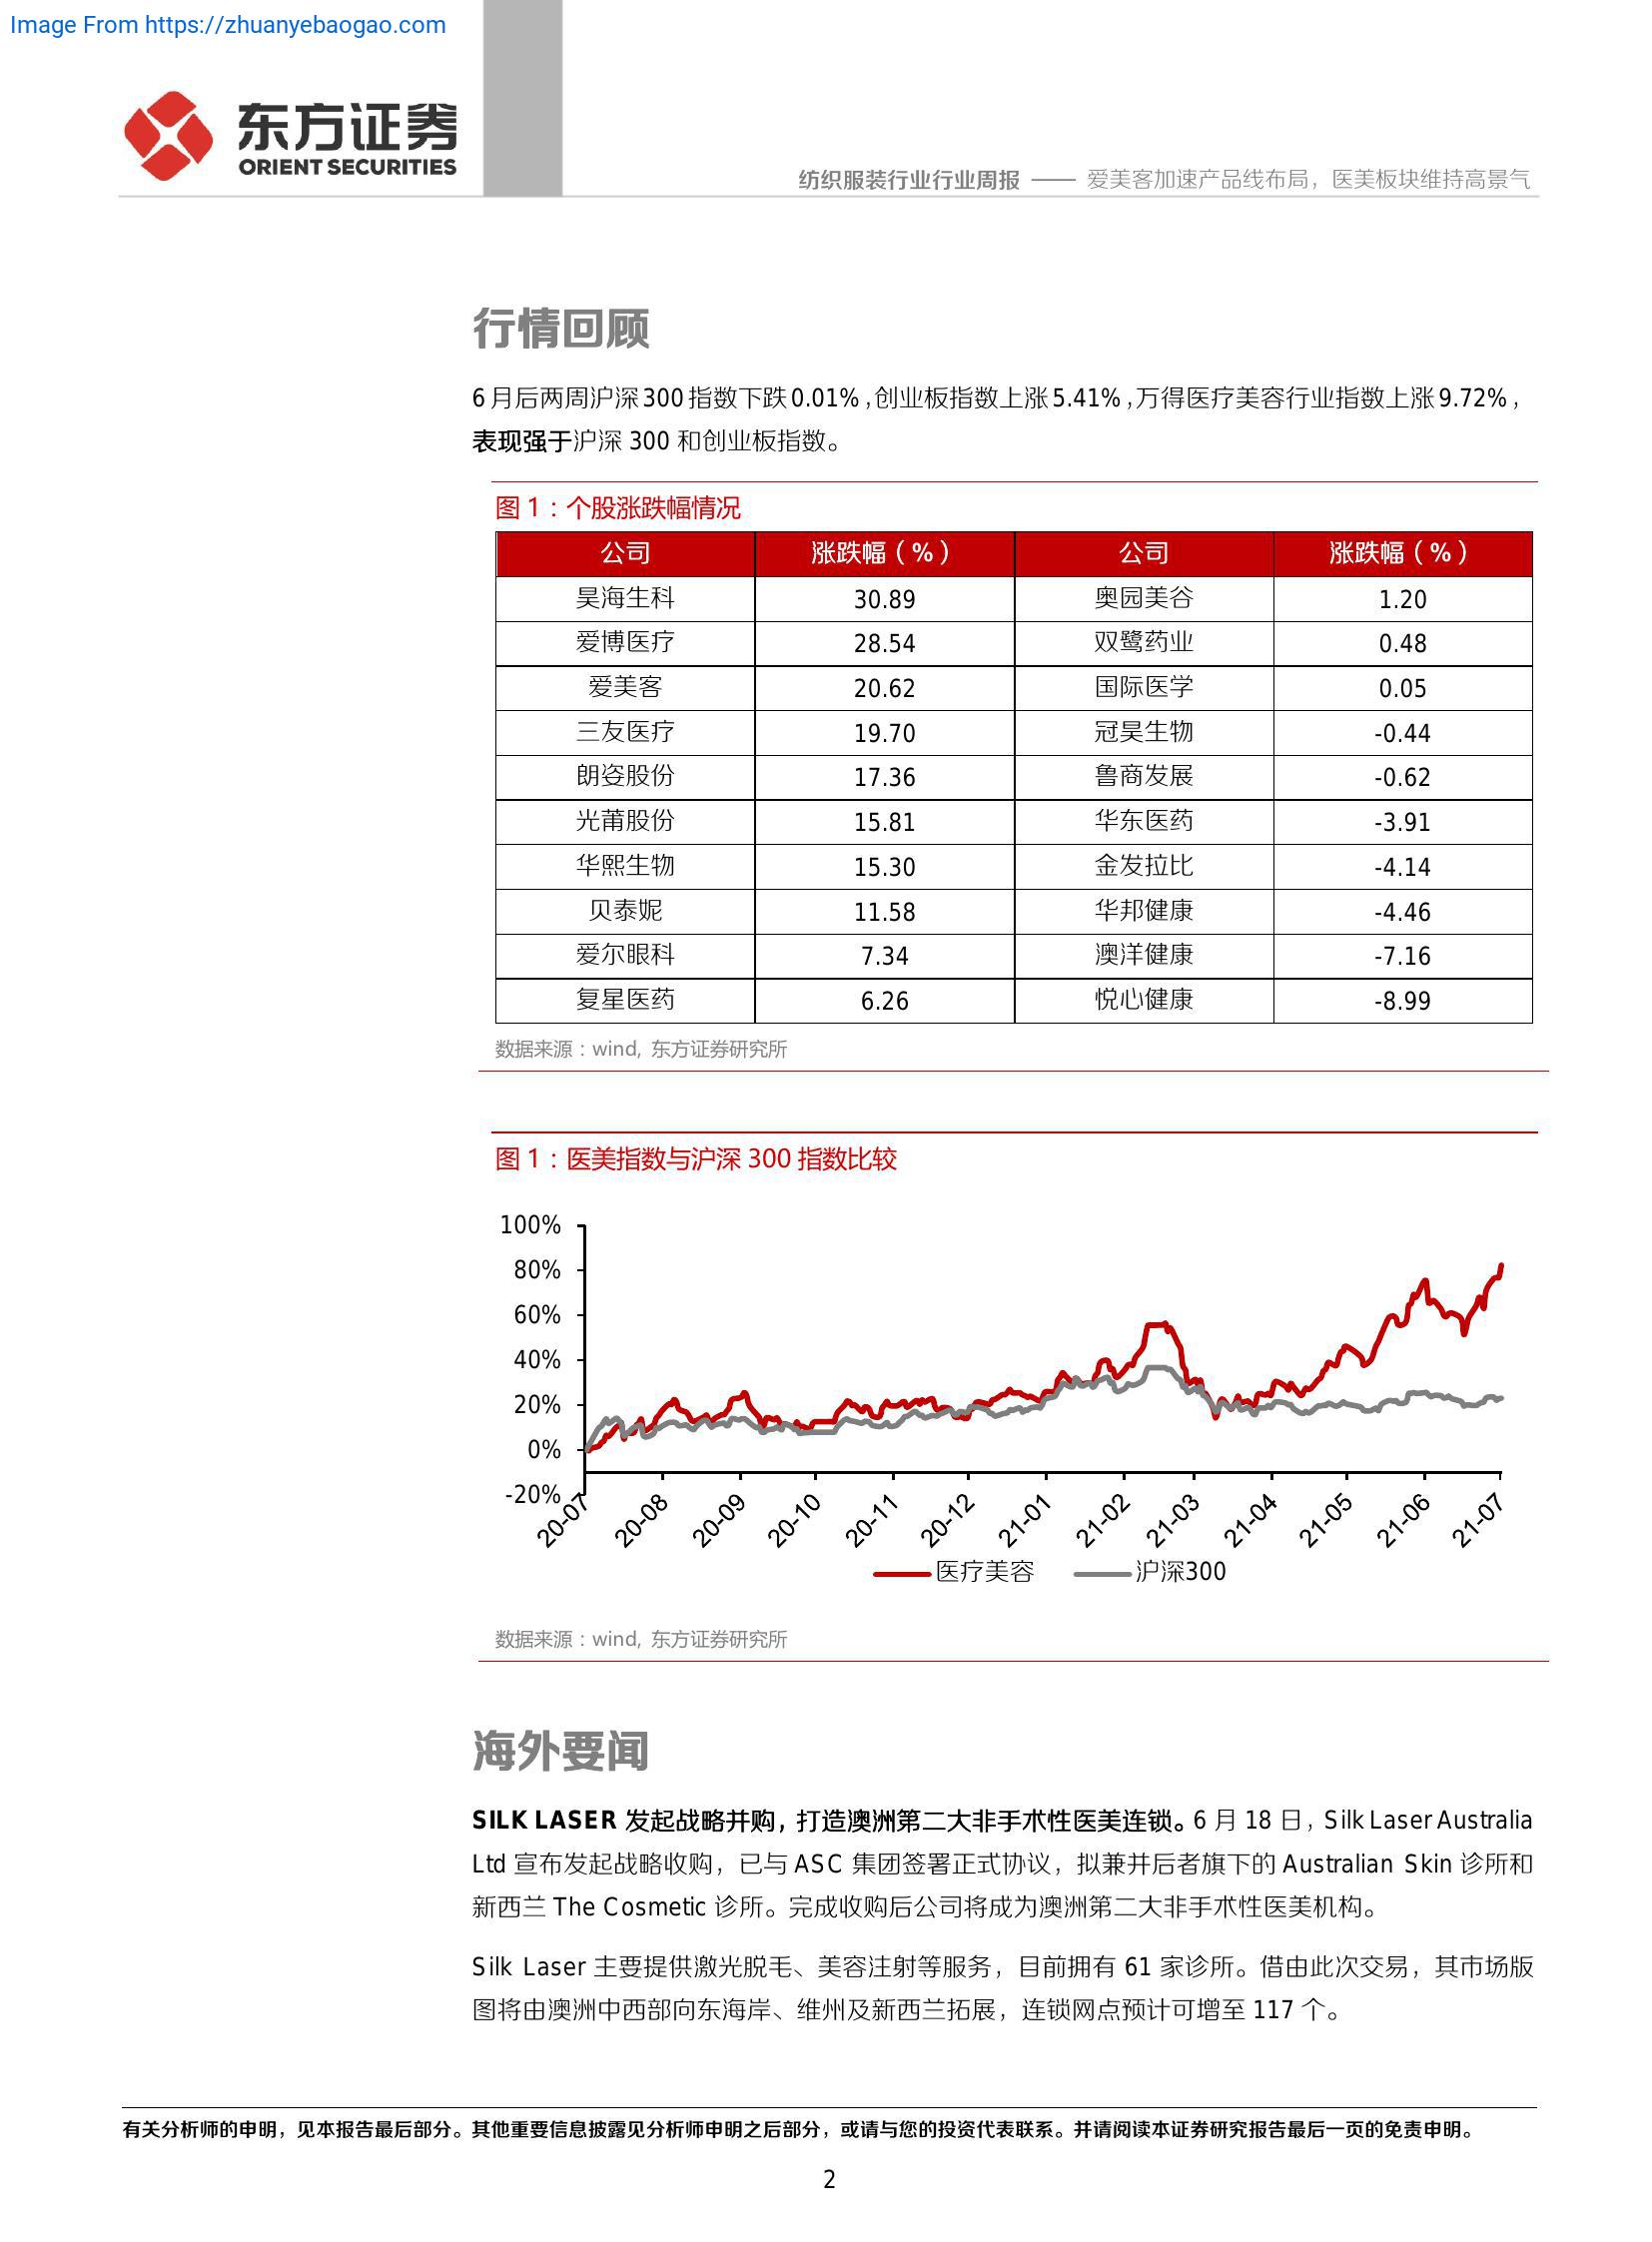 Image From https://zhuanyebaogao.com
东方证券
ORIENT SECURITIES
纺织服装行业行业周报 —— 爱美客加速产品线布局，医美板块维持高景气
行情回顾
6 月后两周沪深 300 指数下跌 0.01%，创业板指数上涨 5.41%，万得医疗美容行业指数上涨 9.72%，
表现强于沪深 300 和创业板指数。
图 1：个股涨跌幅情况
公司 涨跌幅（%） 公司 涨跌幅（%）
昊海生科 30.89 奥园美谷 1.20
爱博医疗 28.54 双鹭药业 0.48
爱美客 20.62 国际医学 0.05
三友医疗 19.70 冠昊生物 -0.44
朗姿股份 17.36 鲁商发展 -0.62
光莆股份 15.81 华东医药 -3.91
华熙生物 15.30 金发拉比 -4.14
贝泰妮 11.58 华邦健康 -4.46
爱尔眼科 7.34 澳洋健康 -7.16
复星医药 6.26 悦心健康 -8.99
数据来源：wind, 东方证券研究所
图 1：医美指数与沪深 300 指数比较
100%
80%
60%
40%
20%
0%
-20%
20-07 20-08 20-09 20-10 20-11 20-12 21-01 21-02 21-03 21-04 21-05 21-06 21-07
医疗美容 沪深300
数据来源：wind, 东方证券研究所
海外要闻
SILK LASER 发起战略并购，打造澳洲第二大非手术性医美连锁。6 月 18 日，Silk Laser Australia
Ltd 宣布发起战略收购，已与 ASC 集团签署正式协议，拟兼并后者旗下的 Australian Skin 诊所和
新西兰 The Cosmetic 诊所。完成收购后公司将成为澳洲第二大非手术性医美机构。
Silk Laser 主要提供激光脱毛、美容注射等服务，目前拥有 61 家诊所。借由此次交易，其市场版
图将由澳洲中西部向东海岸、维州及新西兰拓展，连锁网点预计可增至 117 个。
有关分析师的申明，见本报告最后部分。其他重要信息披露见分析师申明之后部分，或请与您的投资代表联系。并请阅读本证券研究报告最后一页的免责申明。
2